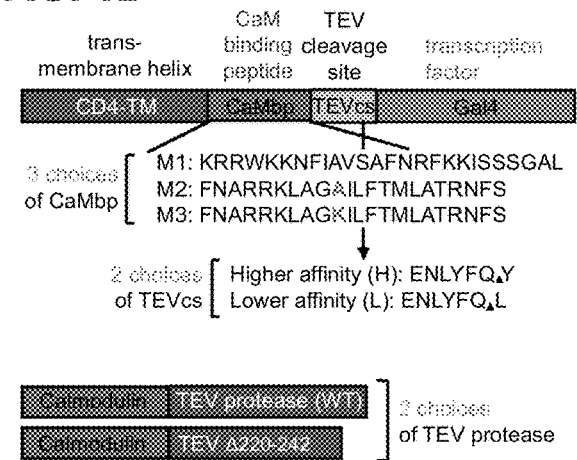 CaM TEV
trans- binding cleavage transcription
membrane helix peptide site factor
CD4-TM CaMbp TEVcs Gal4
3 choices of CaMbp
M1: KRRWKKNFIAVSAFNRFKKISSSGAL
M2: FNARRKLAGAILFTMLATRNFS
M3: FNARRKLAGKILFTMLATRNFS
2 choices of TEVcs
Higher affinity (H): ENLYFQ▲Y
Lower affinity (L): ENLYFQ▲L
Calmodulin TEV protease (WT)
Calmodulin TEV Δ220-242
2 choices
of TEV protease